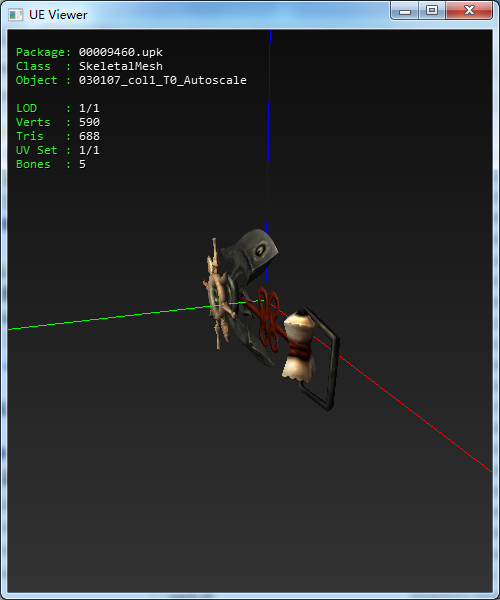 UE Viewer
Package: 00009460.upk
Class : SkeletalMesh
Object : 030107_col1_T0_Autoscale
LOD : 1/1
Verts : 590
Tris : 688
UV Set : 1/1
Bones : 5